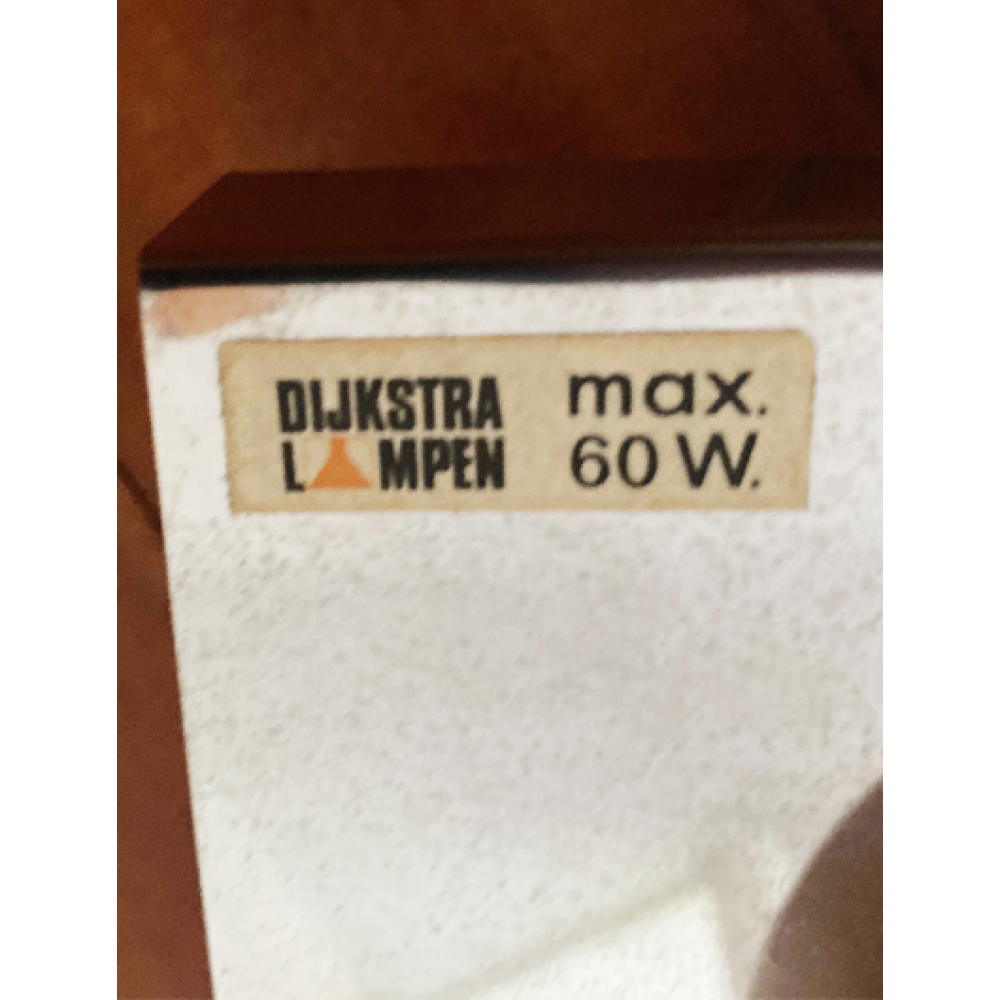 DIJKSTRA
LAMPEN
max.
60 W.